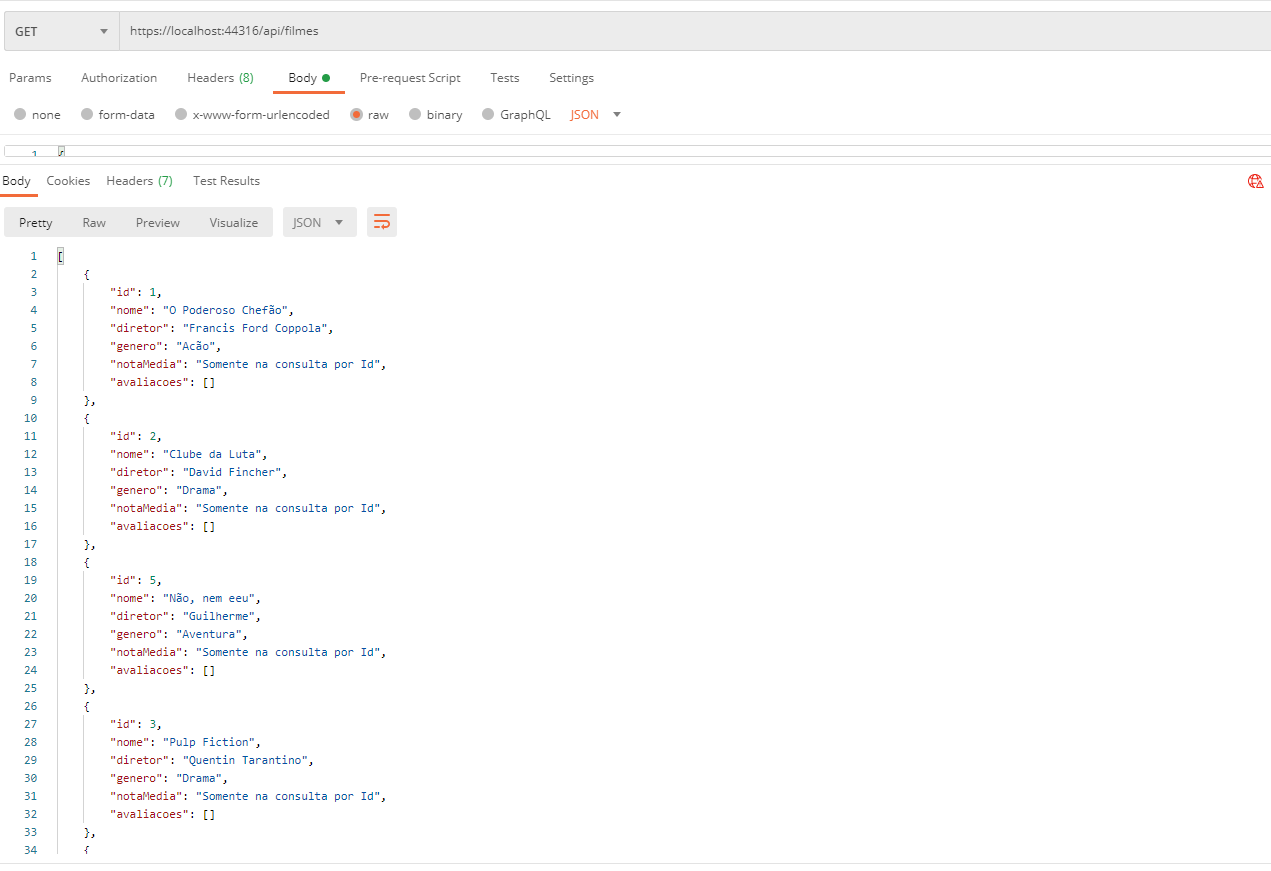 GET https://localhost:44316/api/filmes
Params Authorization Headers (8) Body Pre-request Script Tests Settings
none form-data x-www-form-urlencoded raw binary GraphQL JSON
1 {
Body Cookies Headers (7) Test Results
Pretty Raw Preview Visualize JSON
1 [
2 {
3 "id": 1,
4 "nome": "O Poderoso Chefão",
5 "diretor": "Francis Ford Coppola",
6 "genero": "Acão",
7 "notaMedia": "Somente na consulta por Id",
8 "avaliacoes": []
9 },
10 {
11 "id": 2,
12 "nome": "Clube da Luta",
13 "diretor": "David Fincher",
14 "genero": "Drama",
15 "notaMedia": "Somente na consulta por Id",
16 "avaliacoes": []
17 },
18 {
19 "id": 5,
20 "nome": "Não, nem eeu",
21 "diretor": "Guilherme",
22 "genero": "Aventura",
23 "notaMedia": "Somente na consulta por Id",
24 "avaliacoes": []
25 },
26 {
27 "id": 3,
28 "nome": "Pulp Fiction",
29 "diretor": "Quentin Tarantino",
30 "genero": "Drama",
31 "notaMedia": "Somente na consulta por Id",
32 "avaliacoes": []
33 },
34 {